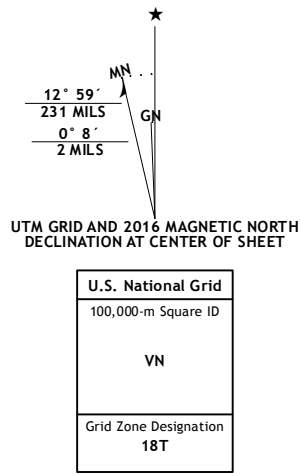 MN
GN
12° 59´
231 MILS
0° 8´
2 MILS
UTM GRID AND 2016 MAGNETIC NORTH
DECLINATION AT CENTER OF SHEET
U.S. National Grid
100,000-m Square ID
VN
Grid Zone Designation
18T